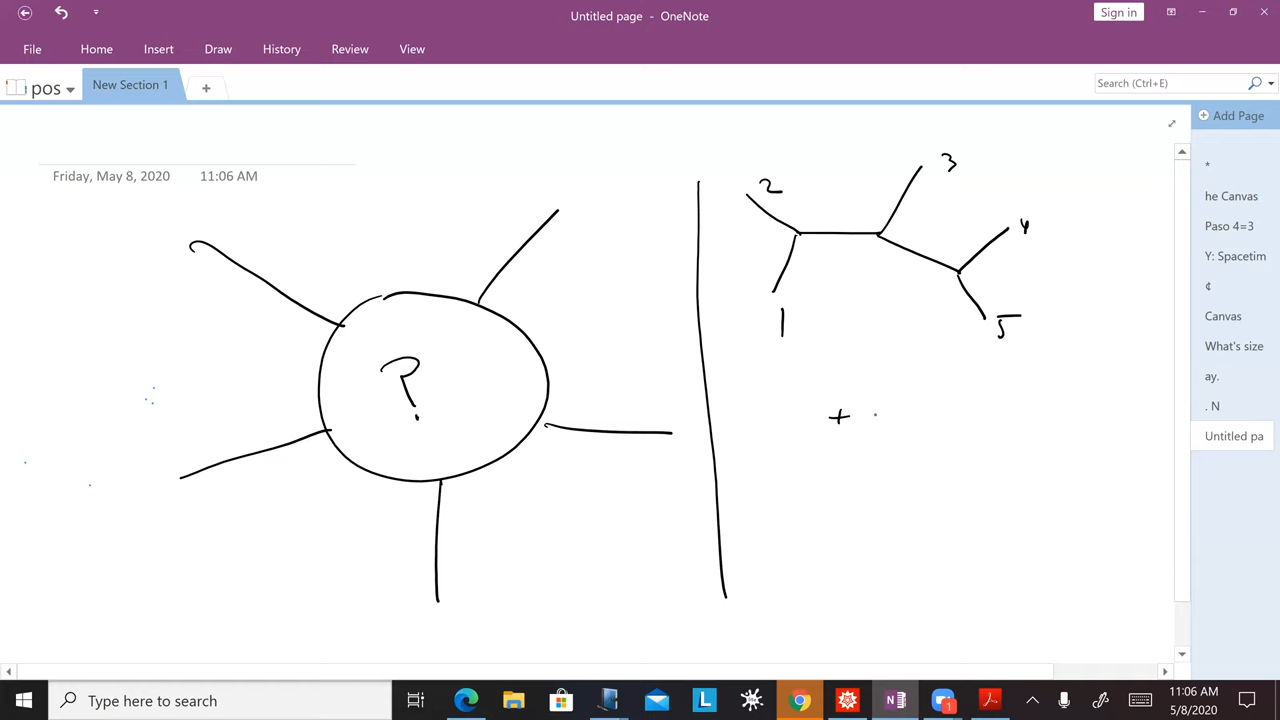 Untitled page - OneNote
Sign in
File Home Insert Draw History Review View
pos New Section 1 +
Search (Ctrl+E)
Add Page
Friday, May 8, 2020 11:06 AM
*
he Canvas
Paso 4=3
Y: Spacetim
¢
Canvas
What's size
ay.
. N
Untitled pa
2
3
4
1
5
?
+
Type here to search
L
N
1
11:06 AM
5/8/2020